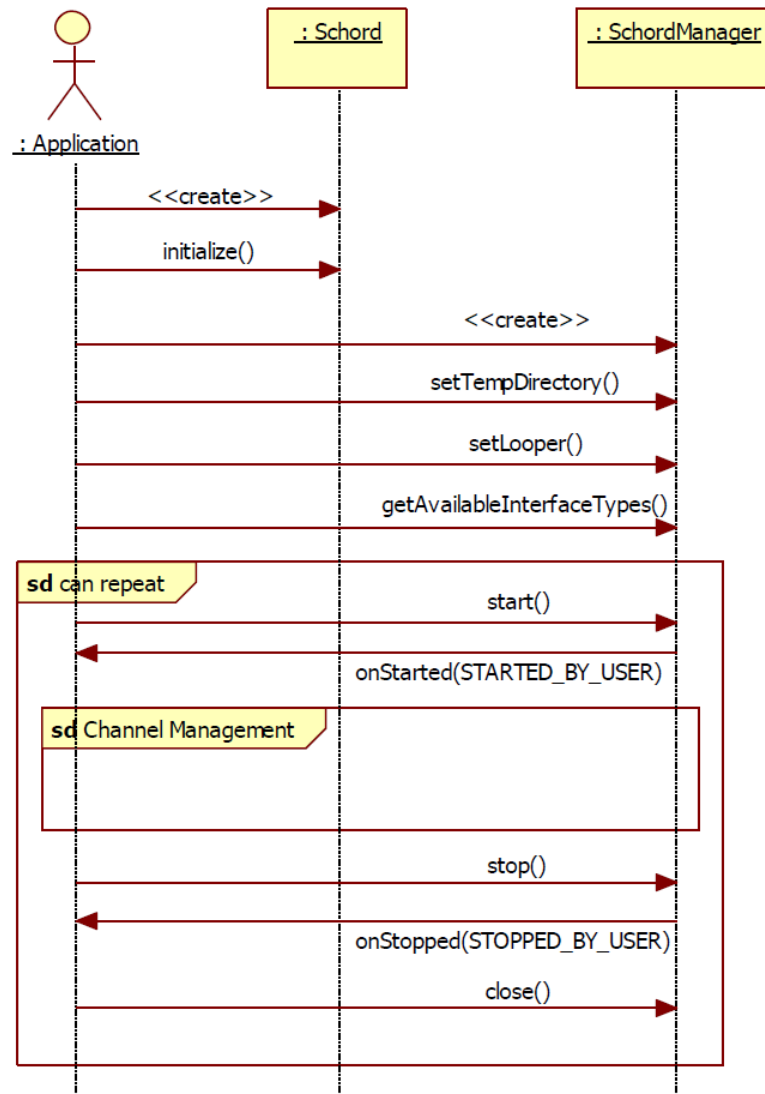 : Schord
: SchordManager
: Application
<<create>>
initialize()
<<create>>
setTempDirectory()
setLooper()
getAvailableInterfaceTypes()
sd can repeat
start()
onStarted(STARTED_BY_USER)
sd Channel Management
stop()
onStopped(STOPPED_BY_USER)
close()